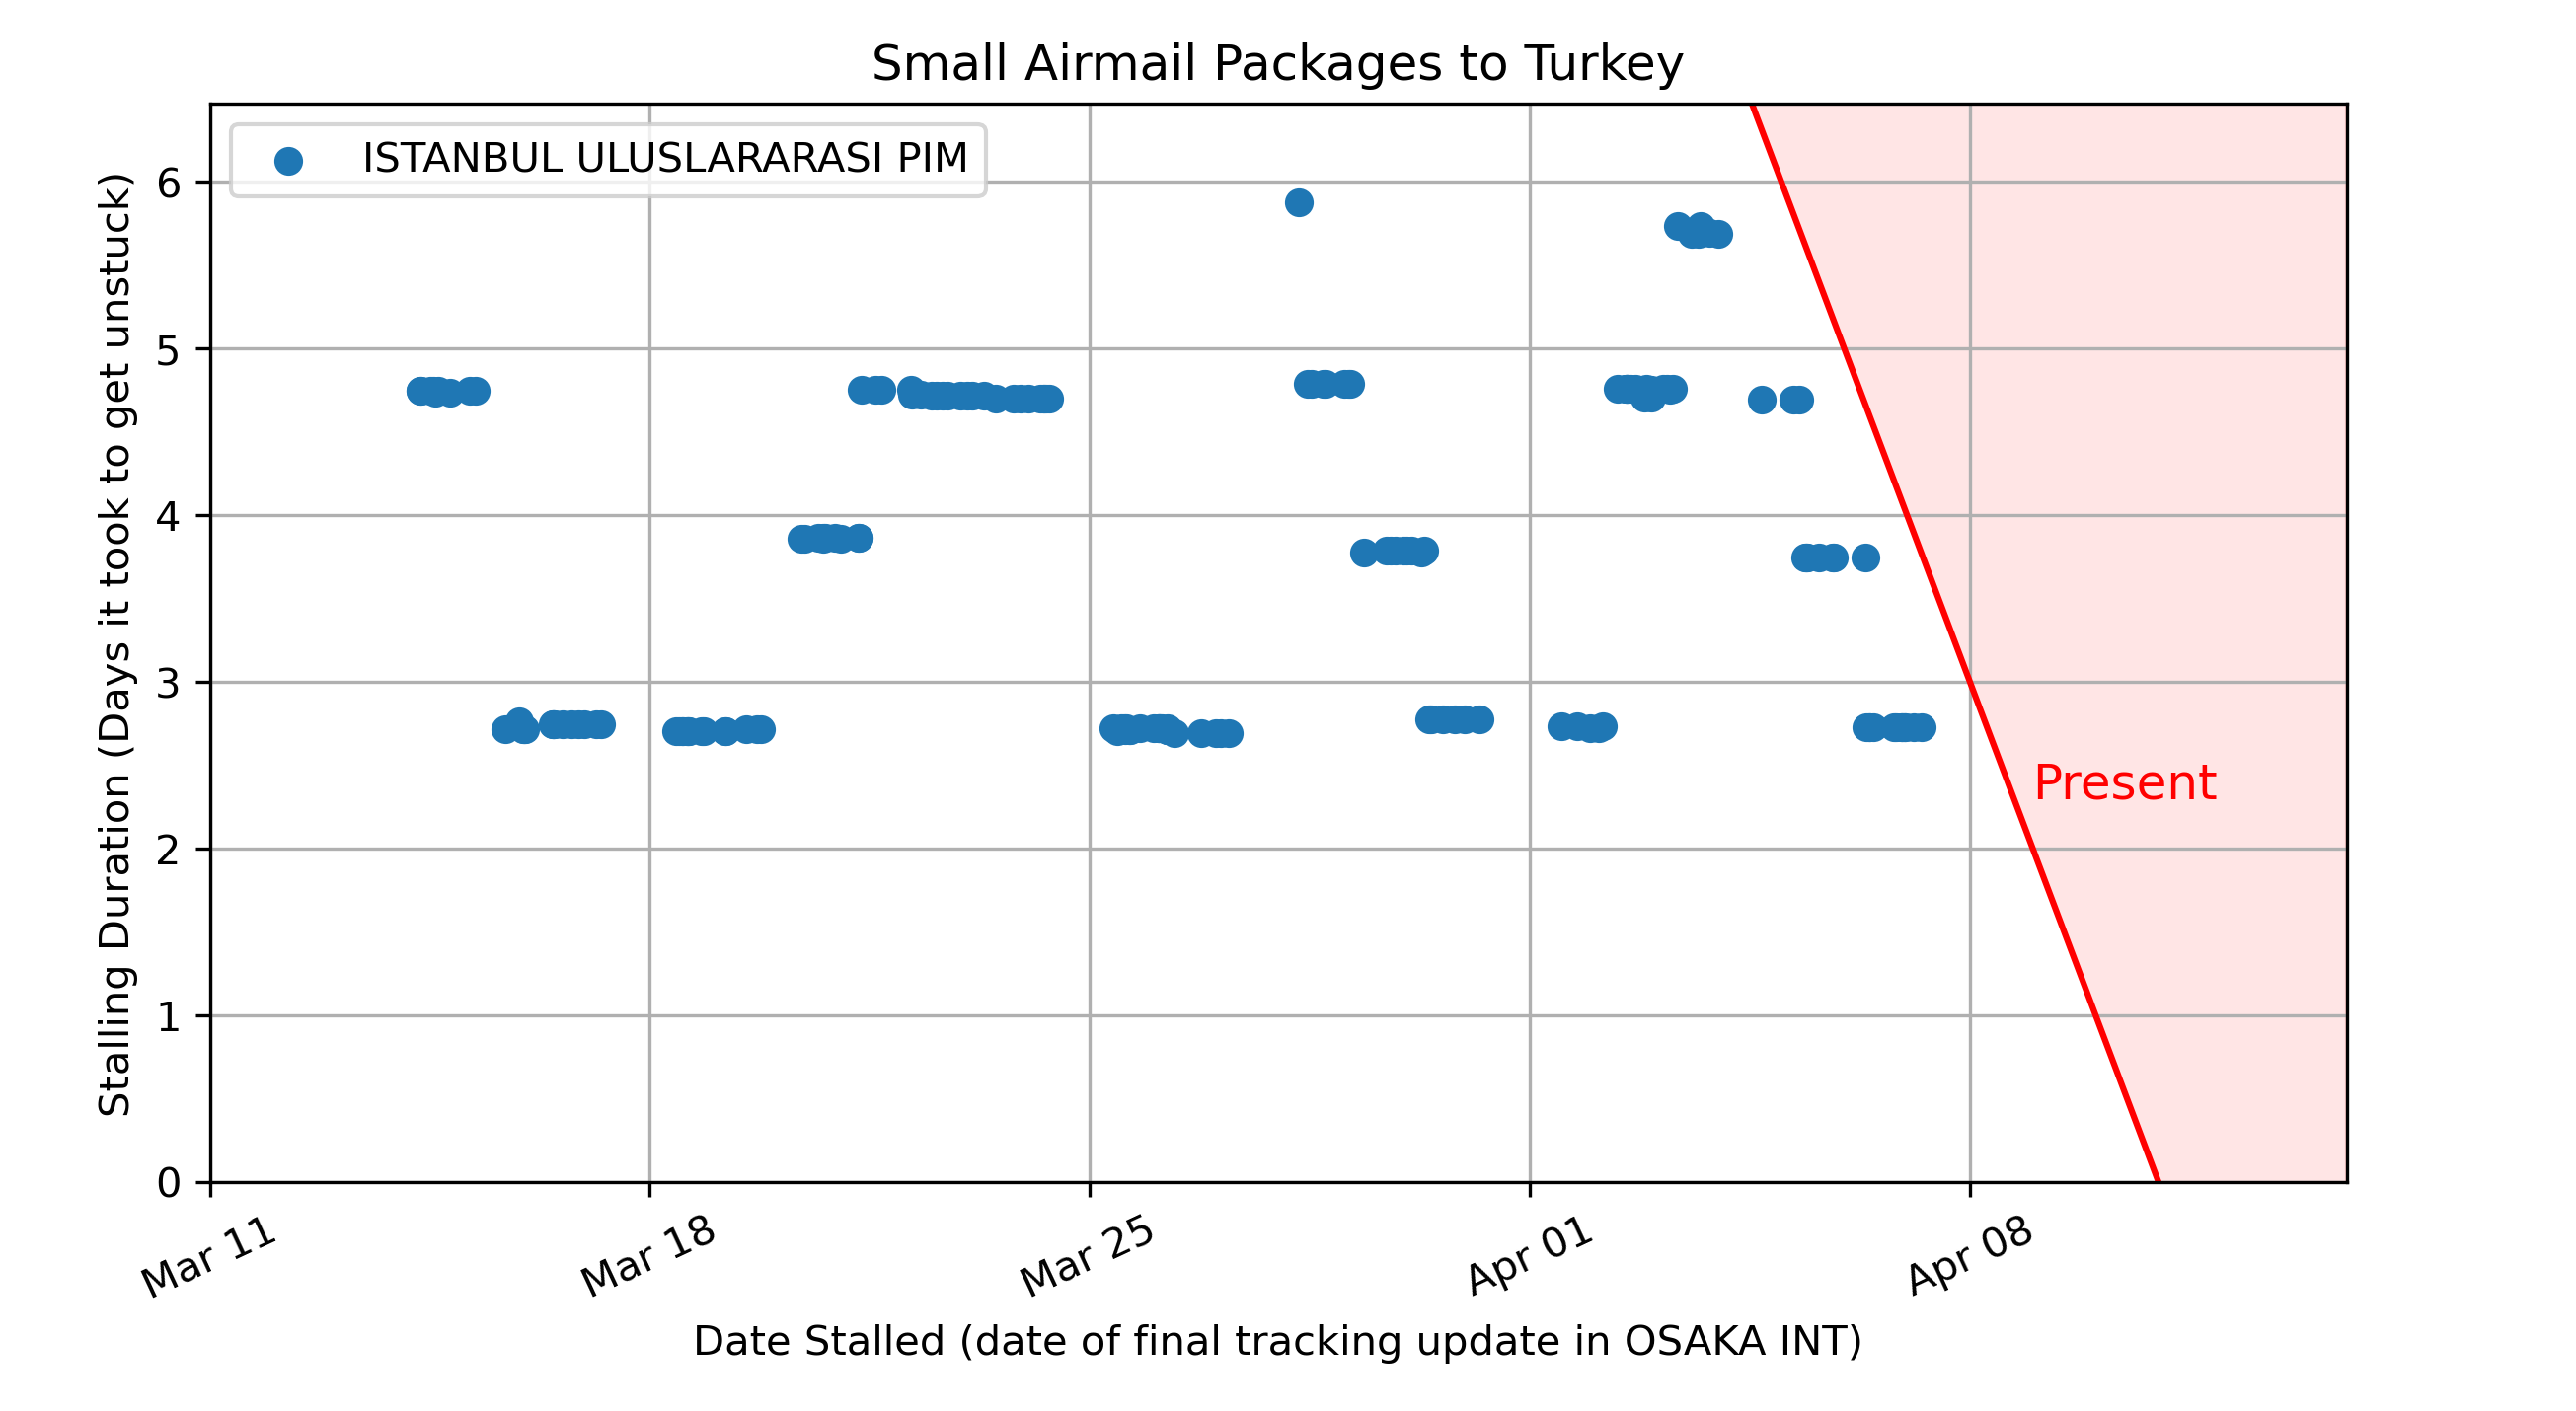 Small Airmail Packages to Turkey
ISTANBUL ULUSLARARASI PIM
Stalling Duration (Days it took to get unstuck)
6
5
4
3
2
1
0
Present
Mar 11
Mar 18
Mar 25
Apr 01
Apr 08
Date Stalled (date of final tracking update in OSAKA INT)